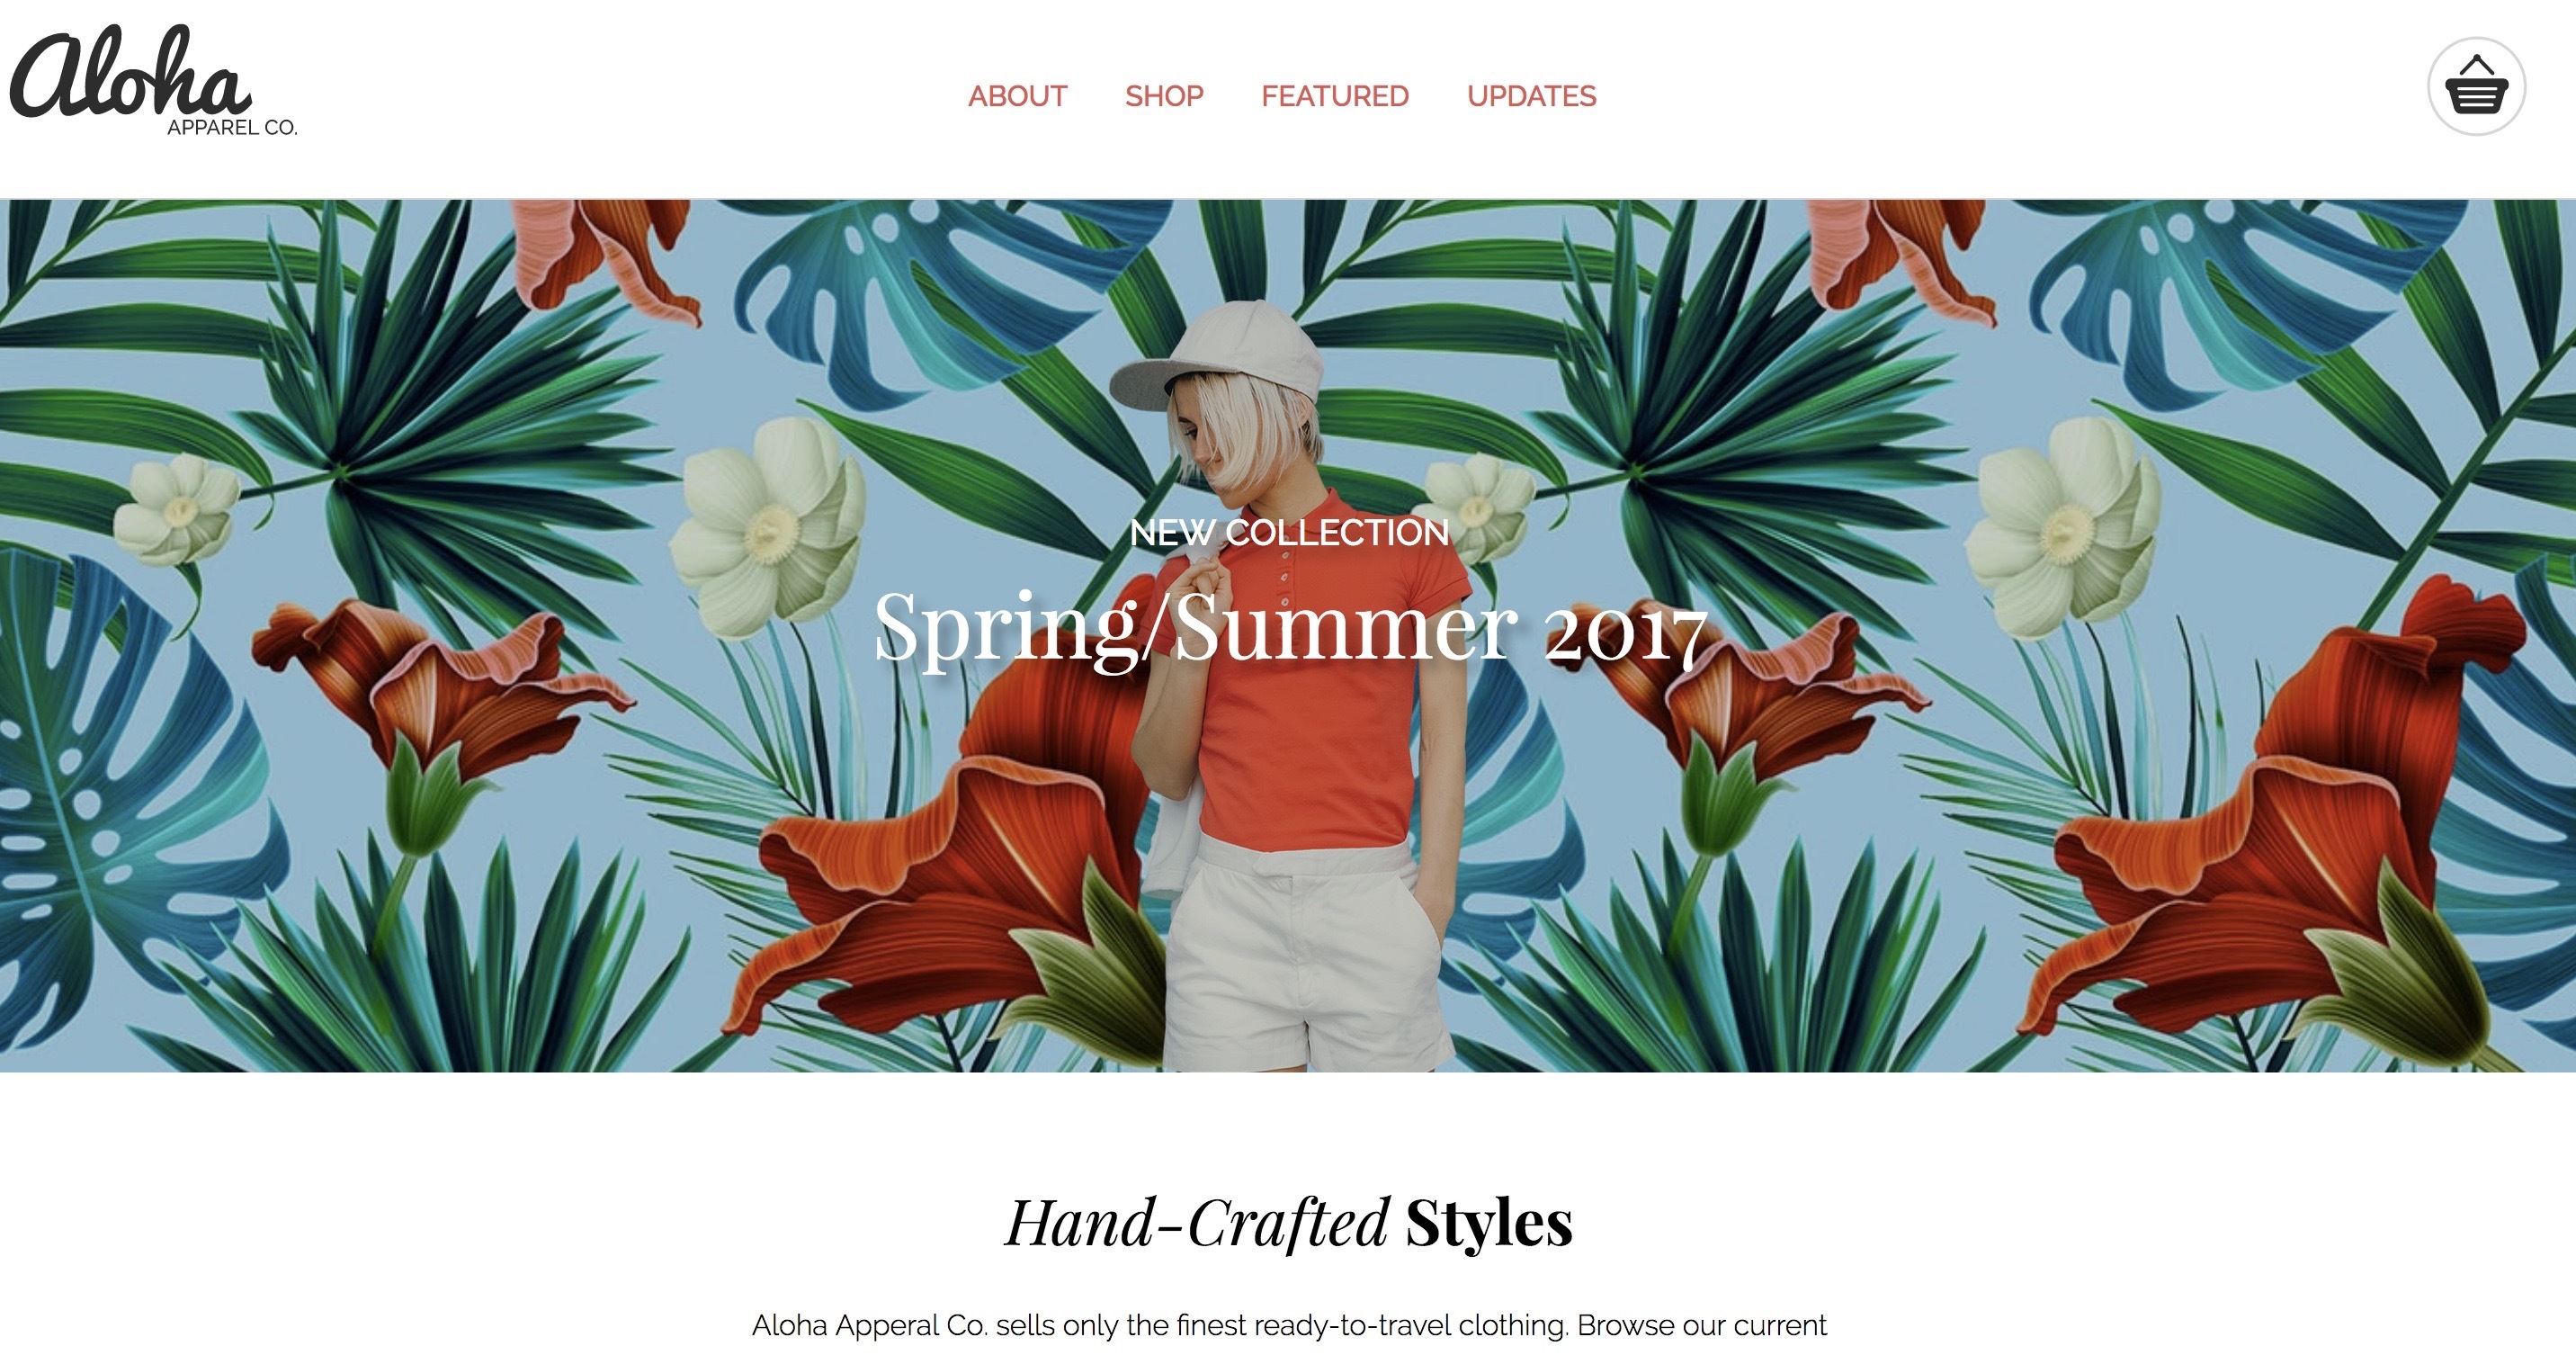 Aloha
APPAREL CO.
ABOUT SHOP FEATURED UPDATES
NEW COLLECTION
Spring/Summer 2017
Hand-Crafted Styles
Aloha Apperal Co. sells only the finest ready-to-travel clothing. Browse our current